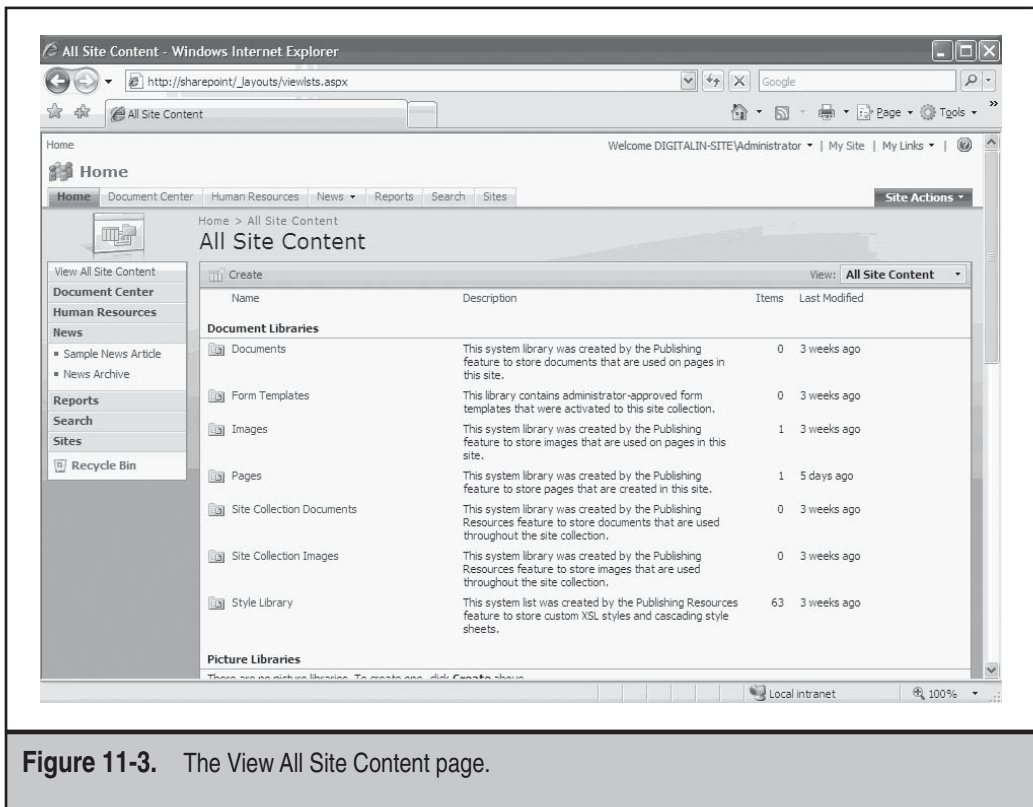 All Site Content - Windows Internet Explorer
http://sharepoint/_layouts/viewlsts.aspx
Google
All Site Content
Page
Tools
Home
Welcome DIGITALIN-SITE\Administrator | My Site | My Links |
Home
Home Document Center Human Resources News Reports Search Sites
Site Actions
Home > All Site Content
All Site Content
View All Site Content
Document Center
Human Resources
News
Sample News Article
News Archive
Reports
Search
Sites
Recycle Bin
Create
View: All Site Content
Name Description Items Last Modified
Document Libraries
Documents This system library was created by the Publishing 0 3 weeks ago
feature to store documents that are used on pages in
this site.
Form Templates This library contains administrator-approved form 0 3 weeks ago
templates that were activated to this site collection.
Images This system library was created by the Publishing 1 3 weeks ago
feature to store images that are used on pages in this
site.
Pages This system library was created by the Publishing 1 5 days ago
feature to store pages that are created in this site.
Site Collection Documents This system library was created by the Publishing 0 3 weeks ago
Resources feature to store documents that are used
throughout the site collection.
Site Collection Images This system library was created by the Publishing 0 3 weeks ago
Resources feature to store images that are used
throughout the site collection.
Style Library This system list was created by the Publishing Resources 63 3 weeks ago
feature to store custom XSL styles and cascading style
sheets.
Picture Libraries
There are no picture libraries. To create one, click Create above.
Local intranet
100%
Figure 11-3. The View All Site Content page.